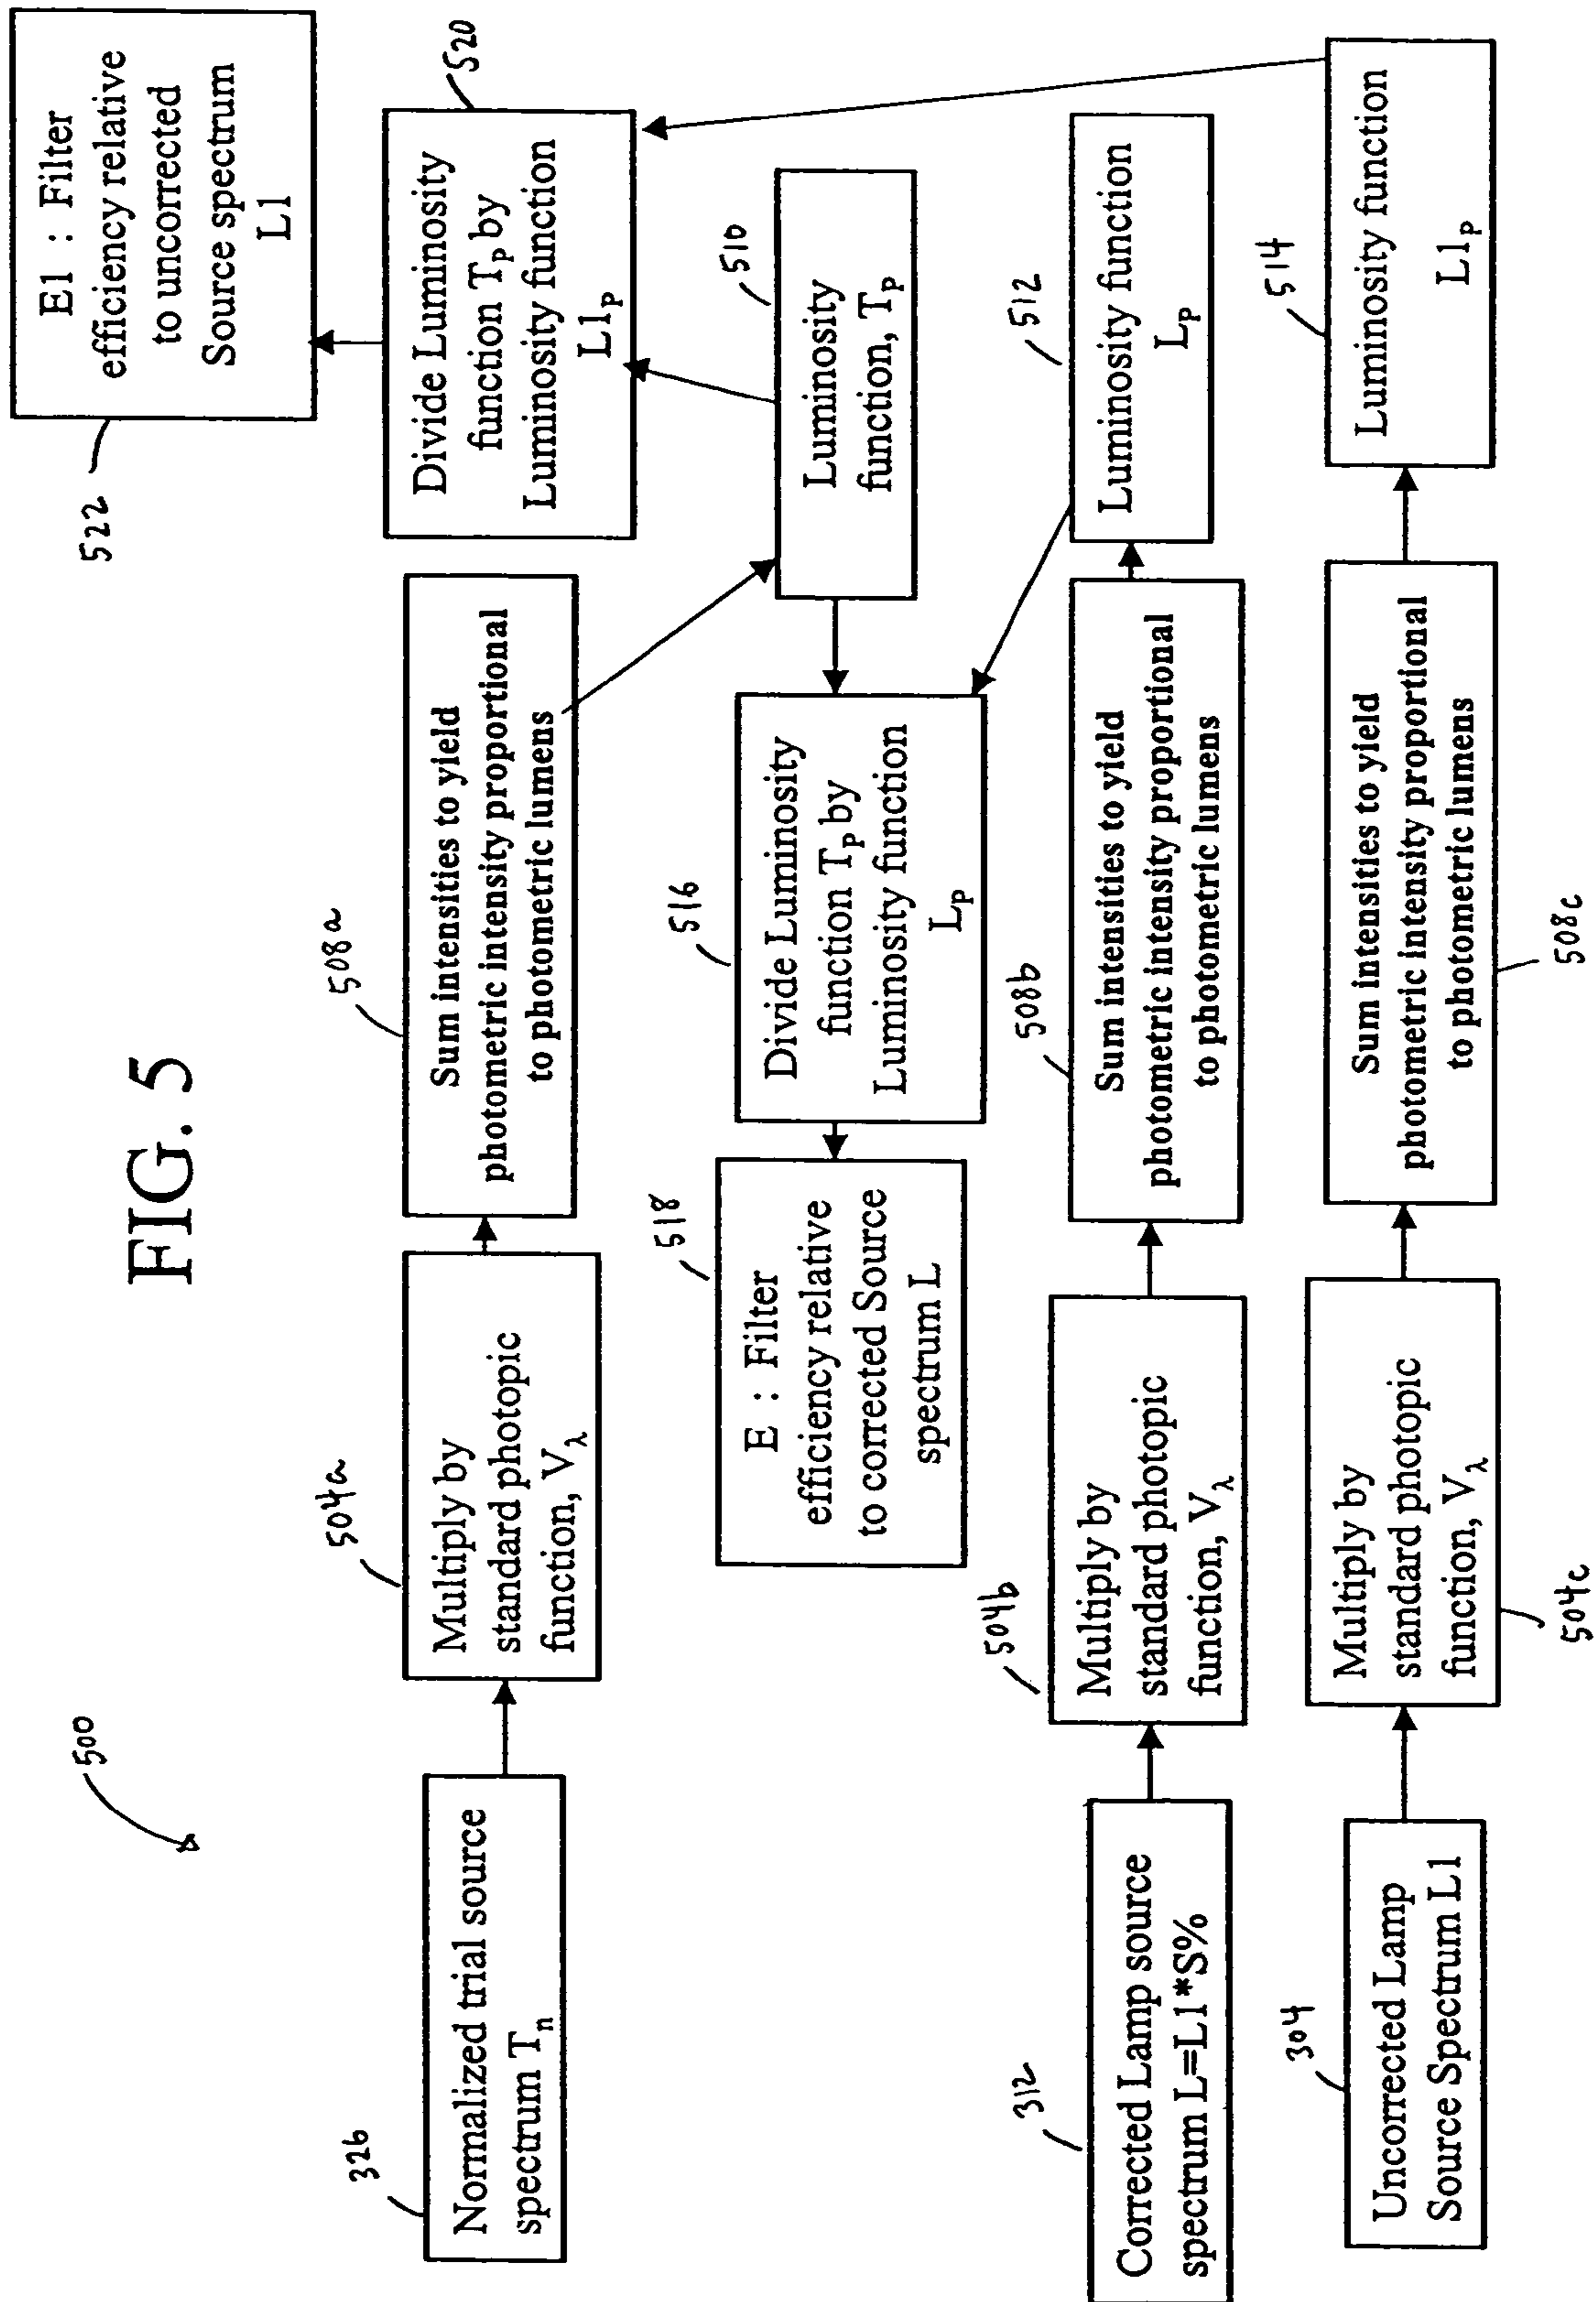 FIG. 5
500
326
Normalized trial source
spectrum Tn
504a
Multiply by
standard photopic
function, Vλ
508a
Sum intensities to yield
photometric intensity proportional
to photometric lumens
522
E1 : Filter
efficiency relative
to uncorrected
Source spectrum
L1
520
Divide Luminosity
function Tp by
Luminosity function
L1p
518
E : Filter
efficiency relative
to corrected Source
spectrum L
516
Divide Luminosity
function Tp by
Luminosity function
Lp
510
Luminosity
function, Tp
312
Corrected Lamp source
spectrum L=L1*S%
504b
Multiply by
standard photopic
function, Vλ
508b
Sum intensities to yield
photometric intensity proportional
to photometric lumens
512
Luminosity function
Lp
304
Uncorrected Lamp
Source Spectrum L1
504c
Multiply by
standard photopic
function, Vλ
508c
Sum intensities to yield
photometric intensity proportional
to photometric lumens
514
Luminosity function
L1p